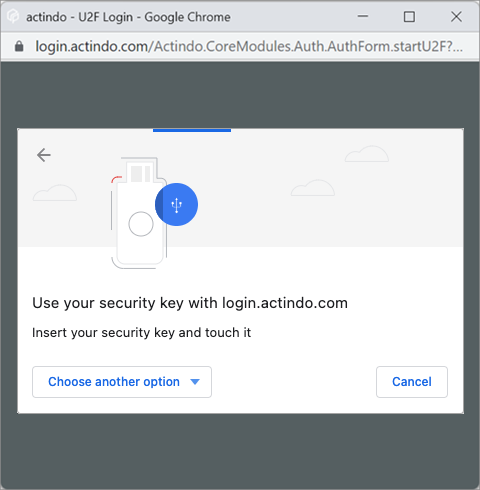 actindo - U2F Login - Google Chrome
login.actindo.com/Actindo.CoreModules.Auth.AuthForm.startU2F?...
Use your security key with login.actindo.com
Insert your security key and touch it
Choose another option
Cancel